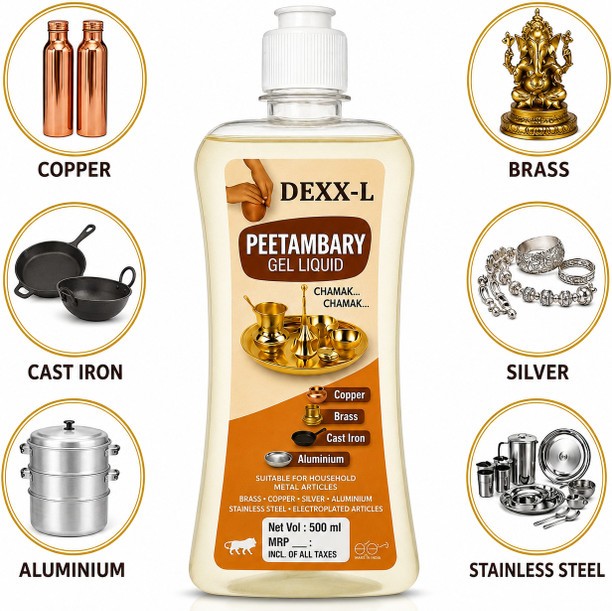 COPPER
BRASS
CAST IRON
SILVER
ALUMINIUM
STAINLESS STEEL
DEXX-L
PEETAMBARY
GEL LIQUID
CHAMAK...
CHAMAK...
Copper
Brass
Cast Iron
Aluminium
SUITABLE FOR HOUSEHOLD
METAL ARTICLES
BRASS • COPPER • SILVER • ALUMINIUM
STAINLESS STEEL • ELECTROPLATED ARTICLES
Net Vol : 500 ml
MRP ___ :
INCL. OF ALL TAXES